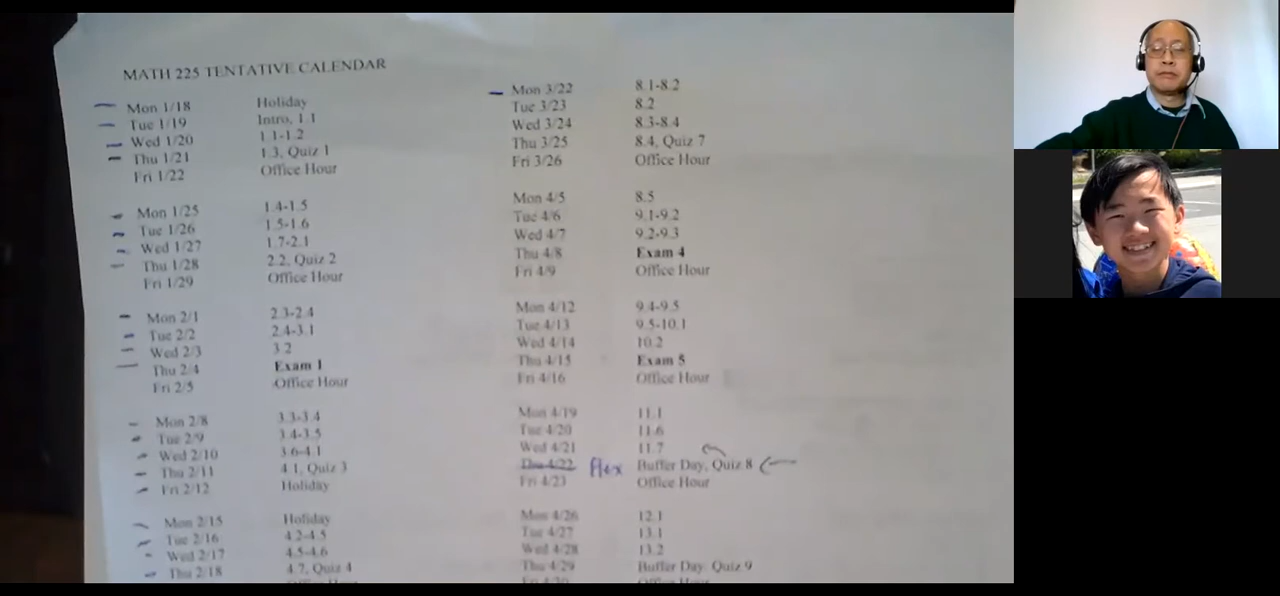 MATH 225 TENTATIVE CALENDAR
Mon 1/18 Holiday
Tue 1/19 Intro, 1.1
Wed 1/20 1.1-1.2
Thu 1/21 1.3, Quiz 1
Fri 1/22 Office Hour
Mon 1/25 1.4-1.5
Tue 1/26 1.5-1.6
Wed 1/27 1.7-2.1
Thu 1/28 2.2, Quiz 2
Fri 1/29 Office Hour
Mon 2/1 2.3-2.4
Tue 2/2 2.4-3.1
Wed 2/3 3.2
Thu 2/4 Exam 1
Fri 2/5 Office Hour
Mon 2/8 3.3-3.4
Tue 2/9 3.4-3.5
Wed 2/10 3.6-4.1
Thu 2/11 4.1, Quiz 3
Fri 2/12 Holiday
Mon 2/15 Holiday
Tue 2/16 4.2-4.5
Wed 2/17 4.5-4.6
Thu 2/18 4.7, Quiz 4
Office Hour
Mon 3/22 8.1-8.2
Tue 3/23 8.2
Wed 3/24 8.3-8.4
Thu 3/25 8.4, Quiz 7
Fri 3/26 Office Hour
Mon 4/5 8.5
Tue 4/6 9.1-9.2
Wed 4/7 9.2-9.3
Thu 4/8 Exam 4
Fri 4/9 Office Hour
Mon 4/12 9.4-9.5
Tue 4/13 9.5-10.1
Wed 4/14 10.2
Thu 4/15 Exam 5
Fri 4/16 Office Hour
Mon 4/19 11.1
Tue 4/20 11.6
Wed 4/21 11.7
Thu 4/22 Flex Buffer Day, Quiz 8
Fri 4/23 Office Hour
Mon 4/26 12.1
Tue 4/27 13.1
Wed 4/28 13.2
Thu 4/29 Buffer Day, Quiz 9
Fri 4/30 Office Hour